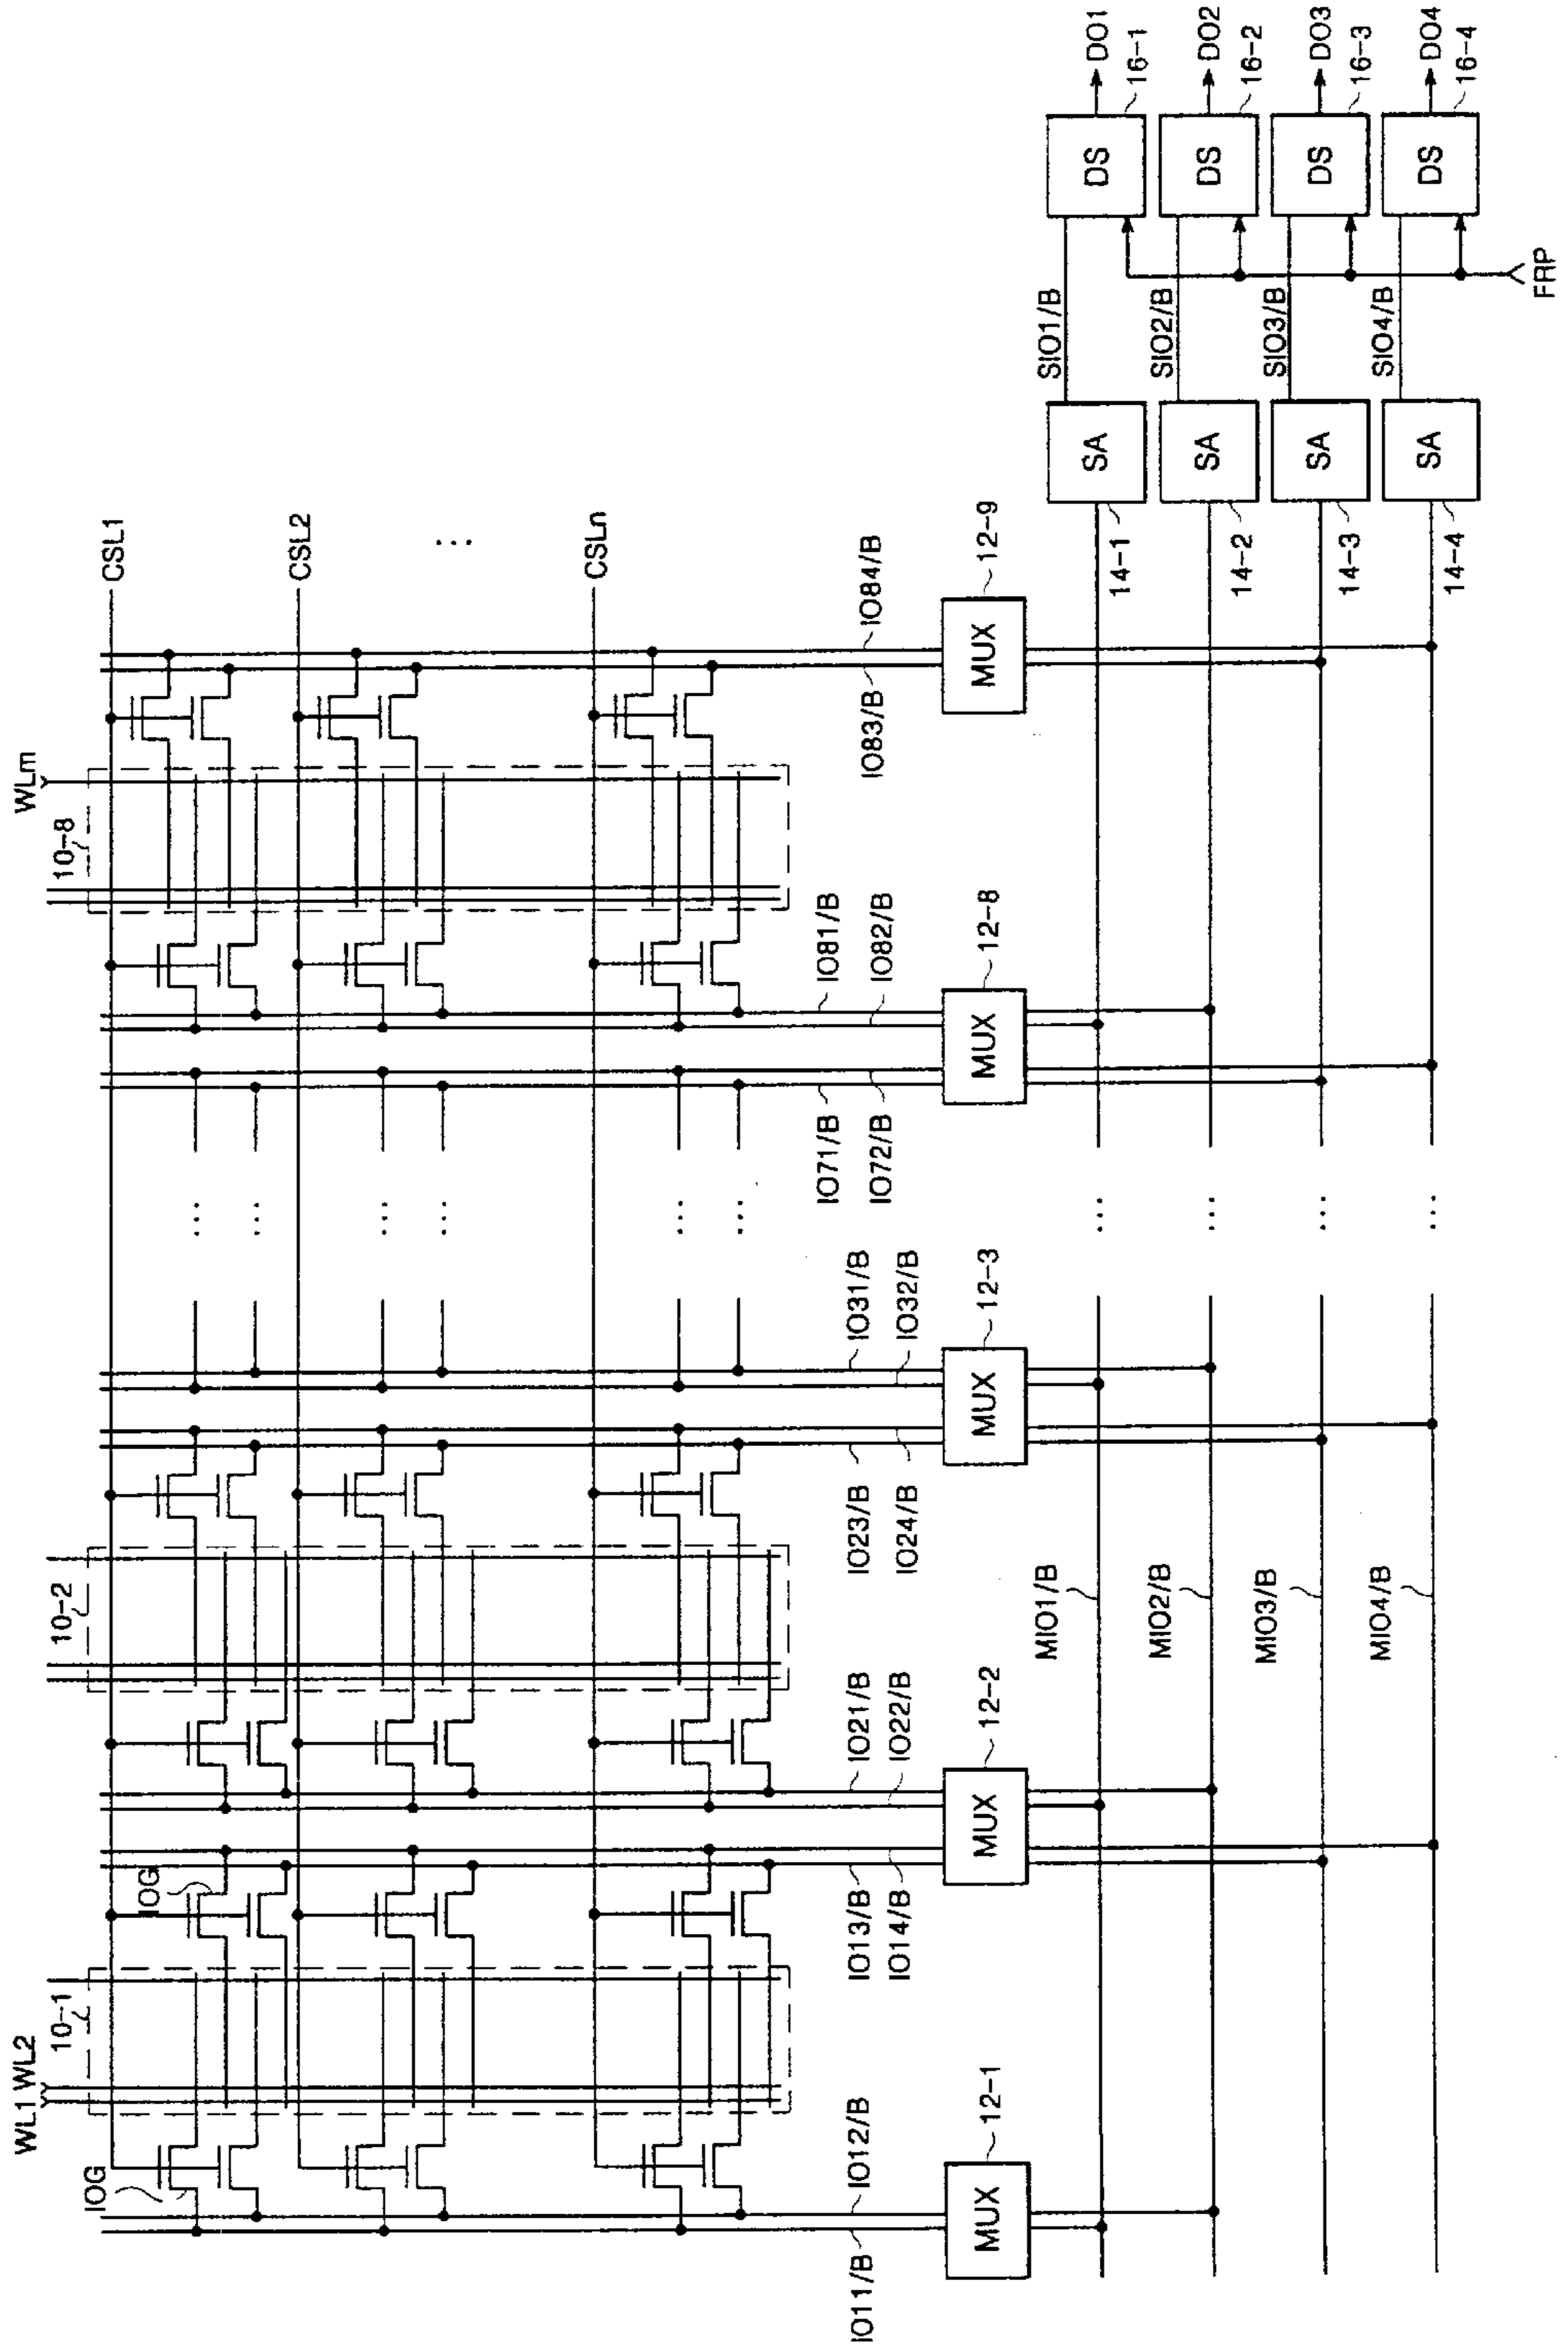 CSL1
CSL2
⋮
CSLn
WL1
WL2
WLm
10-1
10-2
10-8
IOG
IOG
IO11/B
IO12/B
IO13/B
IO14/B
IO21/B
IO22/B
IO23/B
IO24/B
IO31/B
IO32/B
IO71/B
IO72/B
IO81/B
IO82/B
IO83/B
IO84/B
MUX
12-1
MUX
12-2
MUX
12-3
MUX
12-8
MUX
12-9
MIO1/B
MIO2/B
MIO3/B
MIO4/B
SA
14-1
SA
14-2
SA
14-3
SA
14-4
SIO1/B
SIO2/B
SIO3/B
SIO4/B
DS
16-1
DS
16-2
DS
16-3
DS
16-4
DO1
DO2
DO3
DO4
FRP